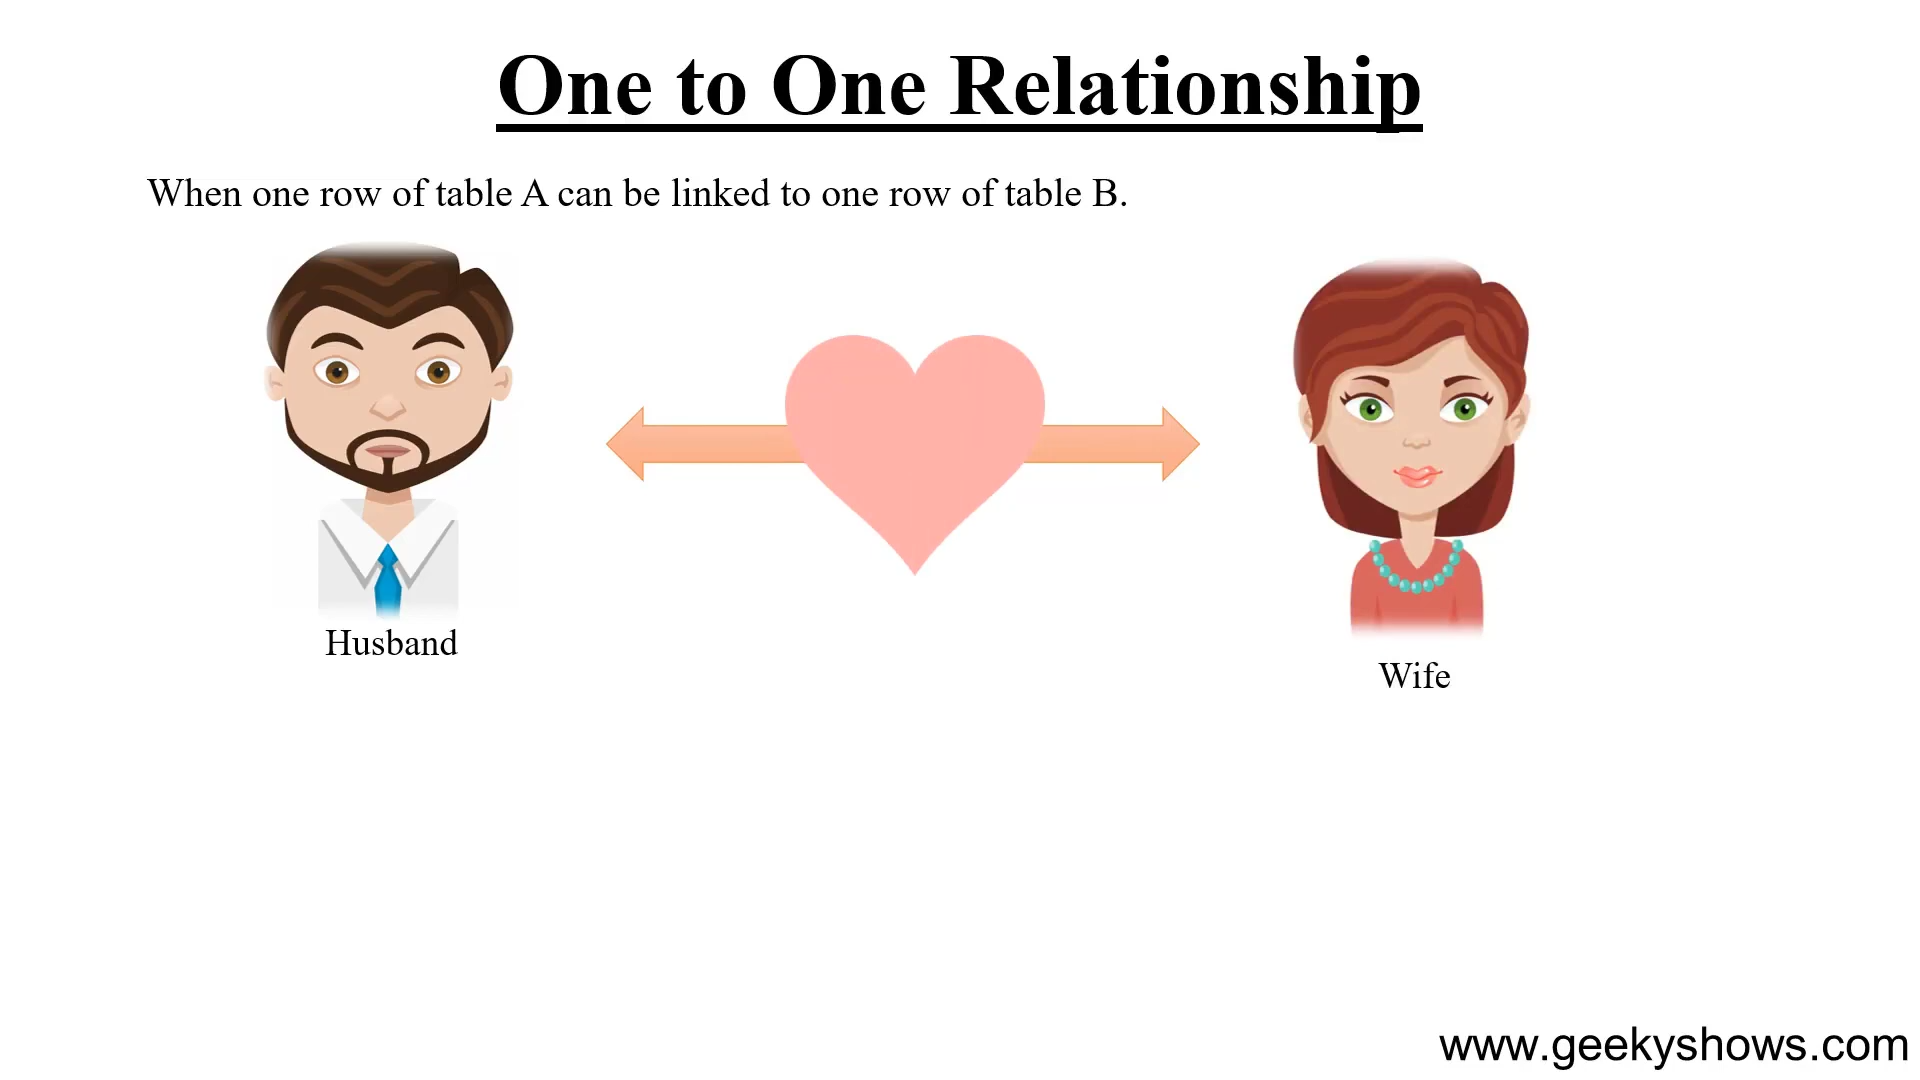 One to One Relationship
When one row of table A can be linked to one row of table B.
Husband
Wife
www.geekyshows.com